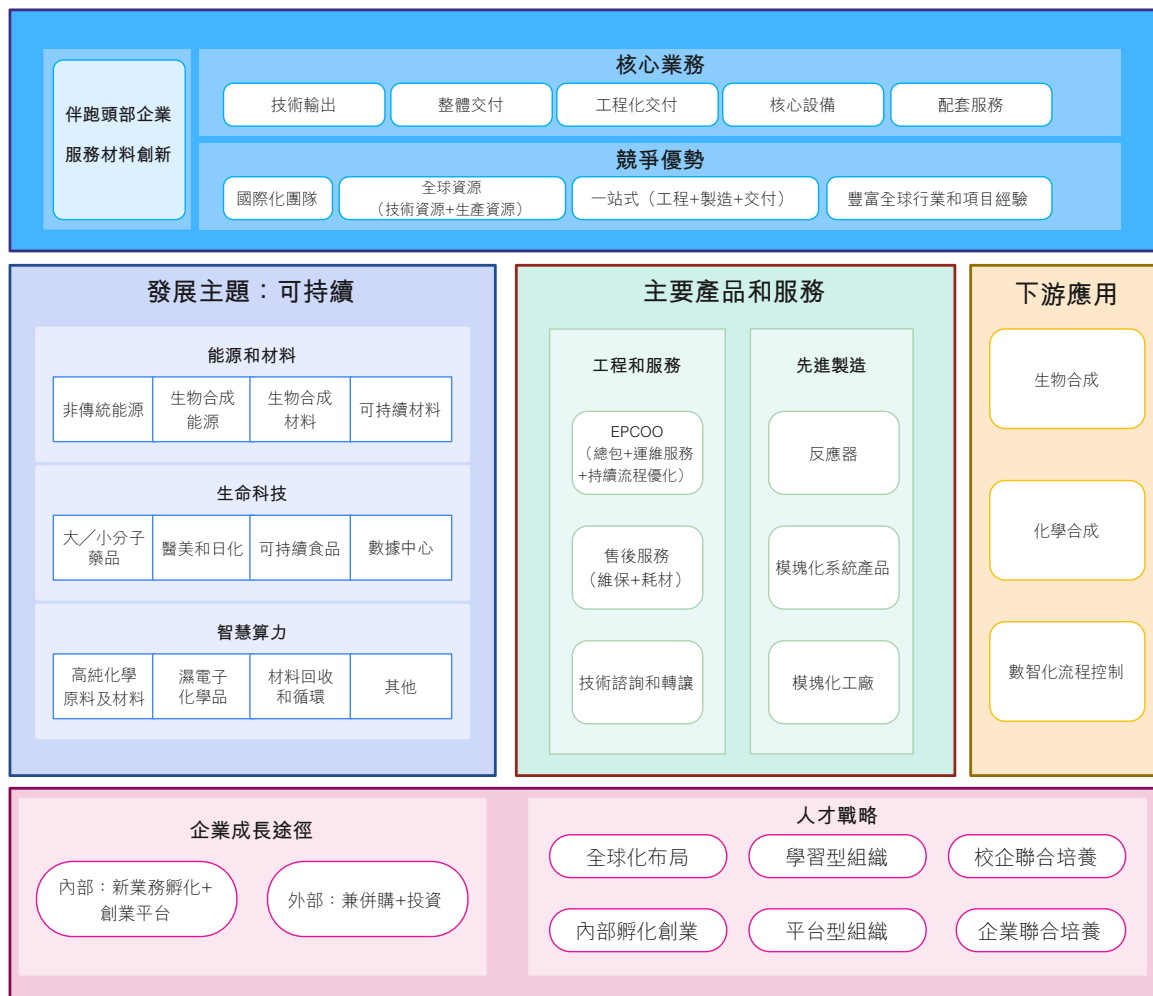 伴跑頭部企業
服務材料創新
核心業務
技術輸出
整體交付
工程化交付
核心設備
配套服務
競爭優勢
國際化團隊
全球資源
（技術資源+生產資源）
一站式（工程+製造+交付）
豐富全球行業和項目經驗
發展主題：可持續
能源和材料
非傳統能源
生物合成
能源
生物合成
材料
可持續材料
生命科技
大／小分子
藥品
醫美和日化
可持續食品
數據中心
智慧算力
高純化學
原料及材料
濕電子
化學品
材料回收
和循環
其他
主要產品和服務
工程和服務
EPCOO
（總包+運維服務
+持續流程優化）
售後服務
（維保+耗材）
技術諮詢和轉讓
先進製造
反應器
模塊化系統產品
模塊化工廠
下游應用
生物合成
化學合成
數智化流程控制
企業成長途徑
內部：新業務孵化+
創業平台
外部：兼併購+投資
人才戰略
全球化布局
學習型組織
校企聯合培養
內部孵化創業
平台型組織
企業聯合培養